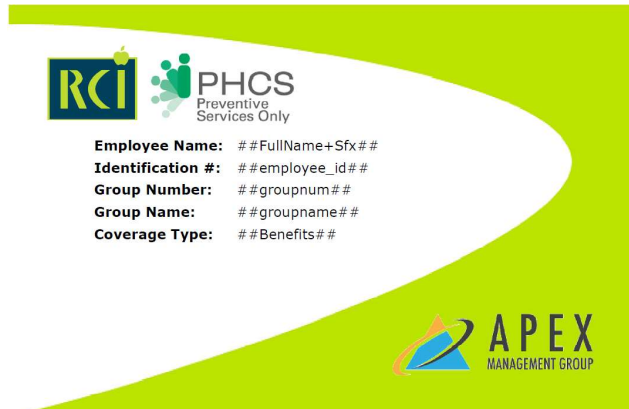 RCI
PHCS
Preventive
Services Only
Employee Name: ##FullName+Sfx##
Identification #: ##employee_id##
Group Number: ##groupnum##
Group Name: ##groupname##
Coverage Type: ##Benefits##
APEX
MANAGEMENT GROUP